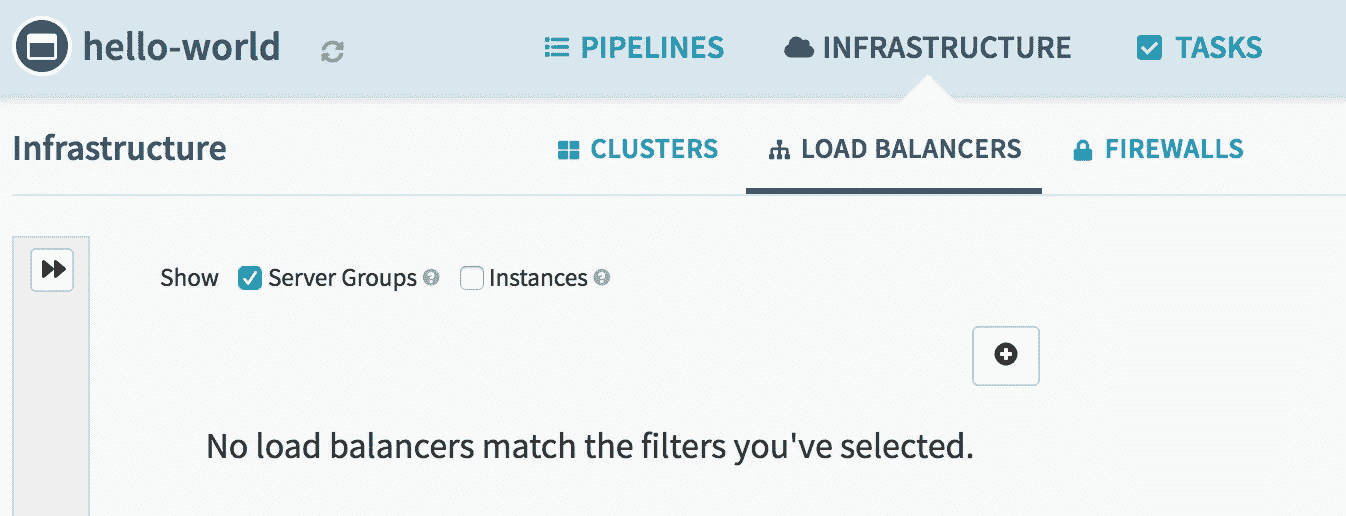 hello-world PIPELINES INFRASTRUCTURE TASKS
Infrastructure CLUSTERS LOAD BALANCERS FIREWALLS
Show Server Groups Instances
No load balancers match the filters you've selected.